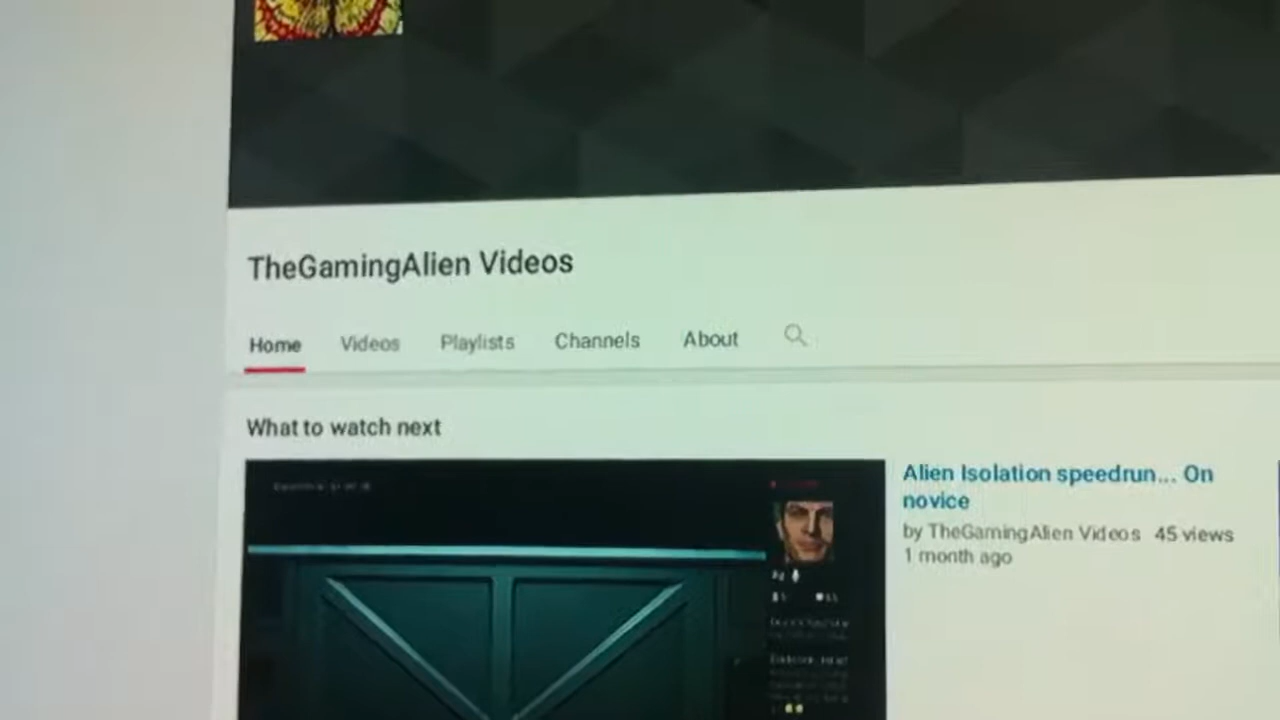 TheGamingAlien Videos
Home Videos Playlists Channels About
What to watch next
Alien Isolation speedrun... On
novice
by TheGamingAlien Videos 45 views
1 month ago